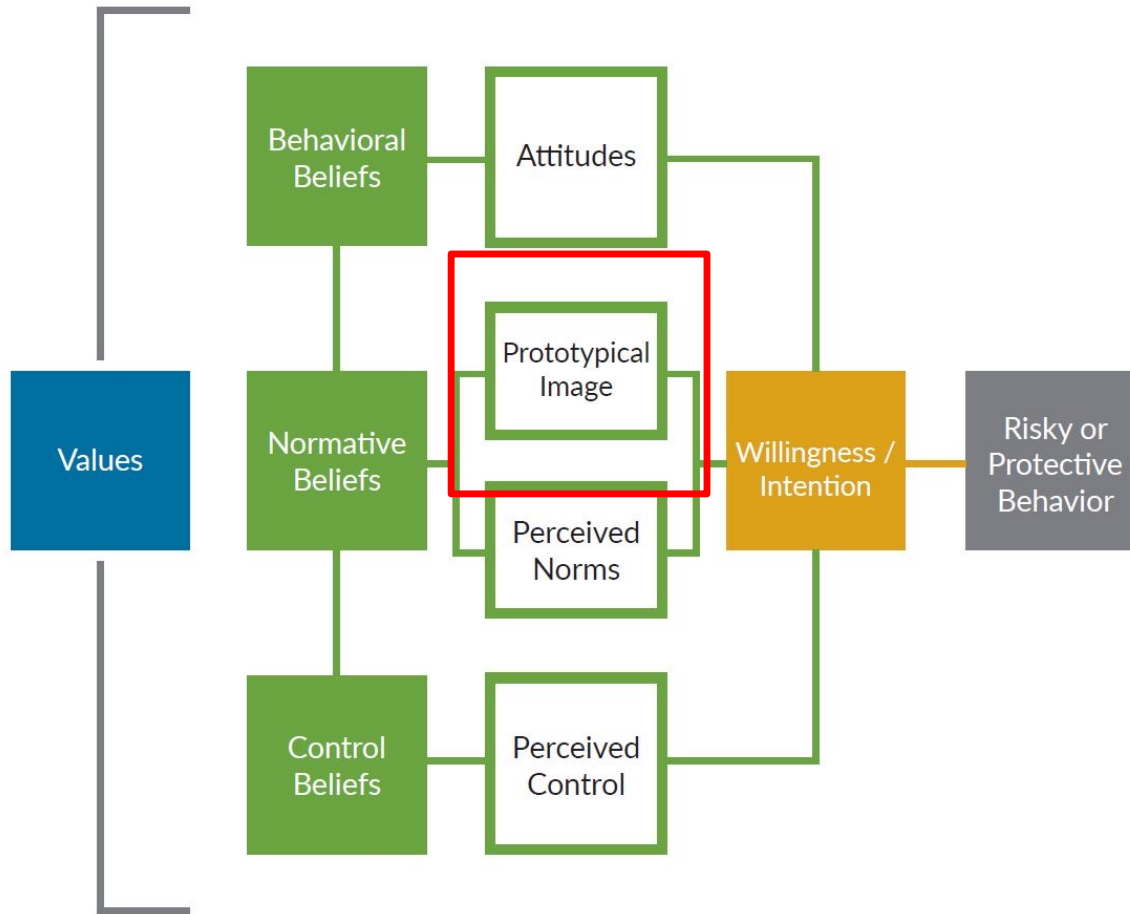 Behavioral
Beliefs
Attitudes
Prototypical
Image
Values
Normative
Beliefs
Willingness /
Intention
Risky or
Protective
Behavior
Perceived
Norms
Control
Beliefs
Perceived
Control